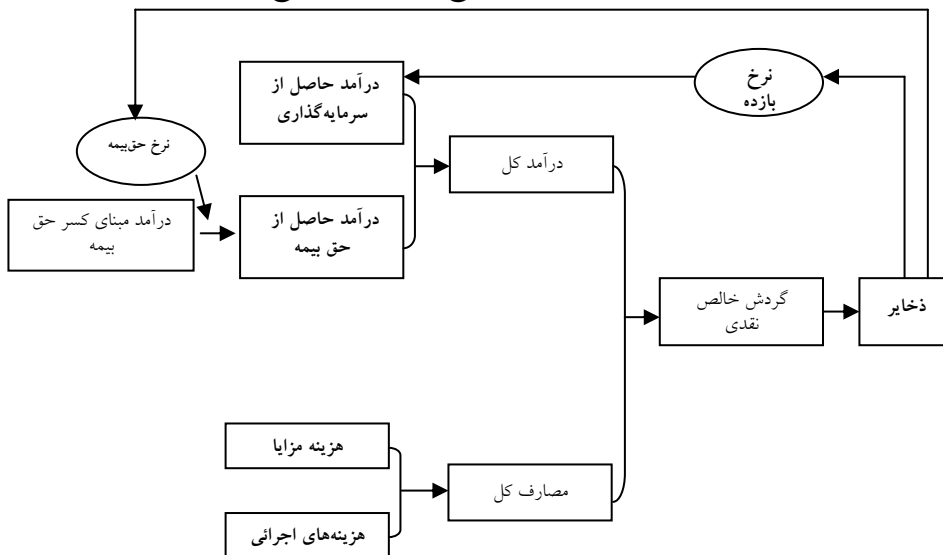 نرخ
بازده
درآمد حاصل از
سرمایه‌گذاری
نرخ حق‌بیمه
درآمد کل
درآمد مبنای کسر حق
بیمه
درآمد حاصل از
حق بیمه
گردش خالص
نقدی
ذخایر
هزینه مزایا
مصارف کل
هزینه‌های اجرائی